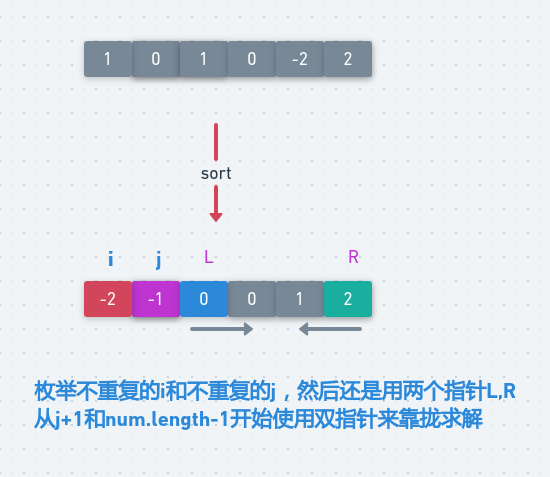 1 0 1 0 -2 2
sort
i j L R
-2 -1 0 0 1 2
枚举不重复的i和不重复的j，然后还是用两个指针L,R
从j+1和num.length-1开始使用双指针来靠拢求解